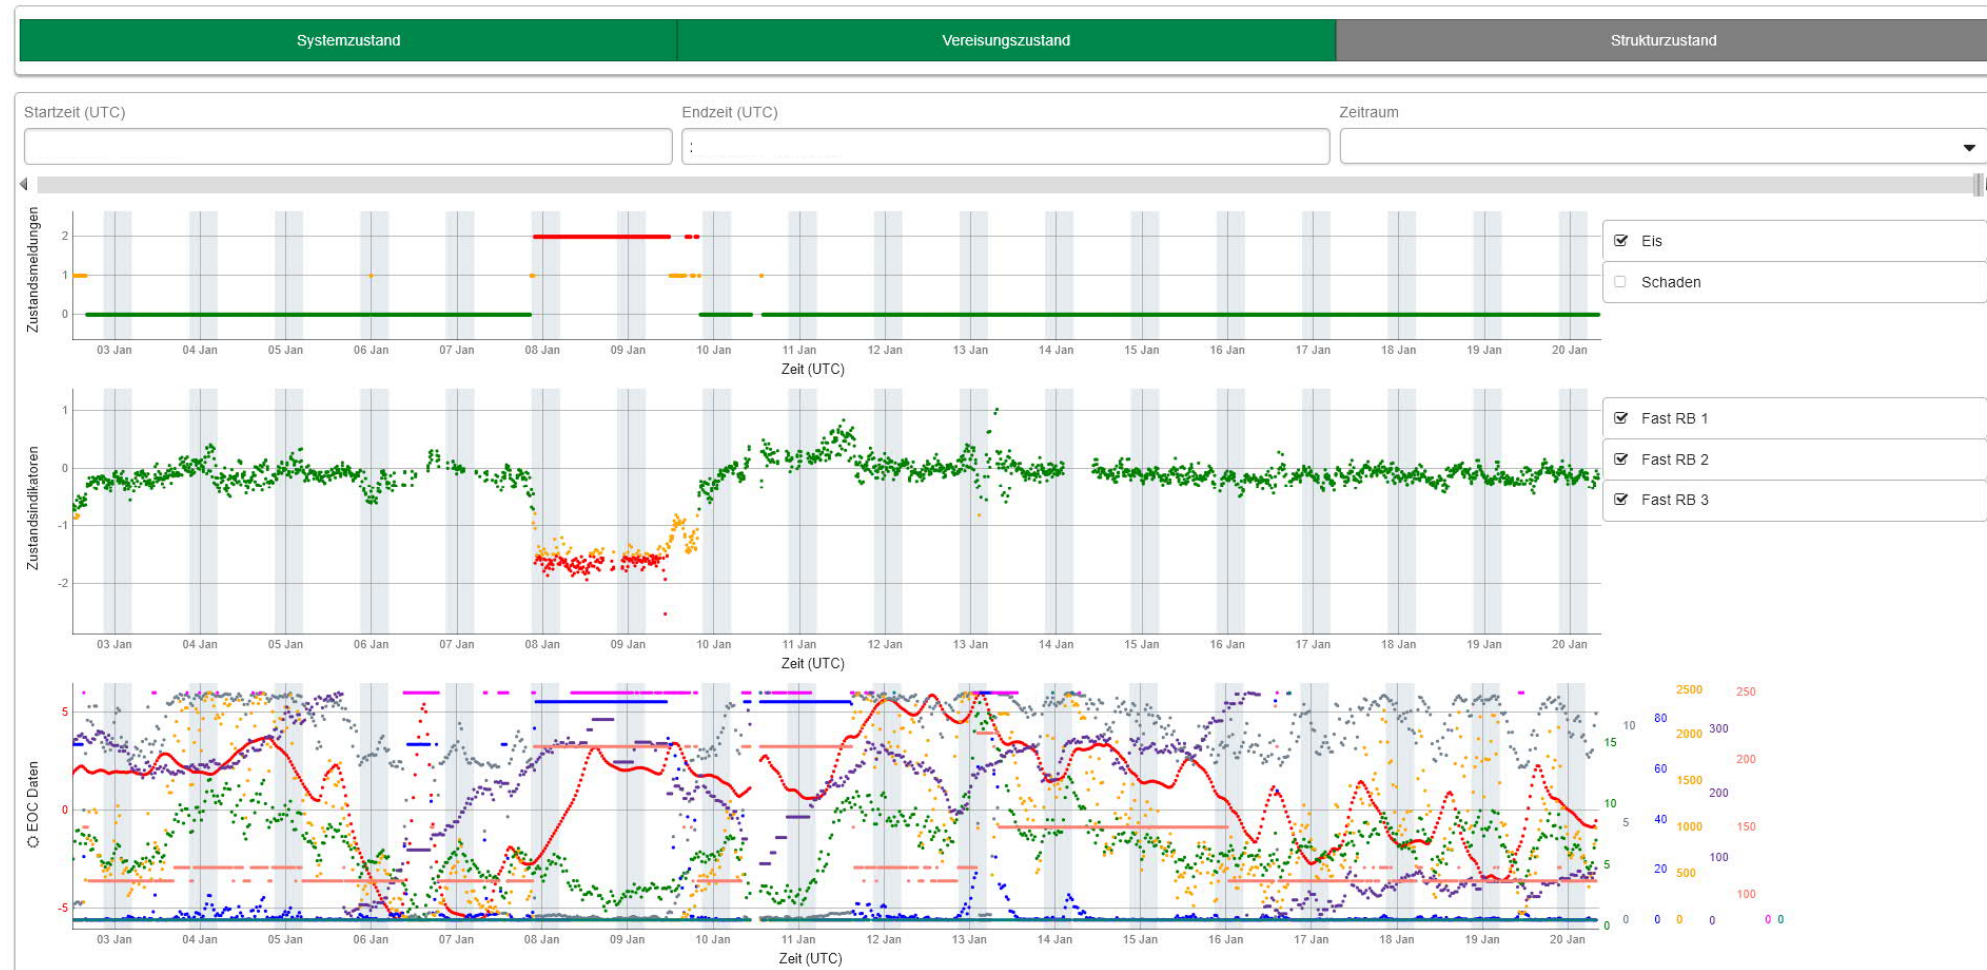 Systemzustand Vereisungszustand Strukturzustand
Startzeit (UTC) Endzeit (UTC) Zeitraum
:
Zustandsmeldungen
2
1
0
03 Jan 04 Jan 05 Jan 06 Jan 07 Jan 08 Jan 09 Jan 10 Jan 11 Jan 12 Jan 13 Jan 14 Jan 15 Jan 16 Jan 17 Jan 18 Jan 19 Jan 20 Jan
Zeit (UTC)
Eis
Schaden
Zustandsindikatoren
1
0
-1
-2
03 Jan 04 Jan 05 Jan 06 Jan 07 Jan 08 Jan 09 Jan 10 Jan 11 Jan 12 Jan 13 Jan 14 Jan 15 Jan 16 Jan 17 Jan 18 Jan 19 Jan 20 Jan
Zeit (UTC)
Fast RB 1
Fast RB 2
Fast RB 3
EOC Daten
5
0
-5
03 Jan 04 Jan 05 Jan 06 Jan 07 Jan 08 Jan 09 Jan 10 Jan 11 Jan 12 Jan 13 Jan 14 Jan 15 Jan 16 Jan 17 Jan 18 Jan 19 Jan 20 Jan
Zeit (UTC)
15
10
5
0
10
5
0
80
60
40
20
0
2500
2000
1500
1000
500
0
300
200
100
0
250
200
150
100
0 0